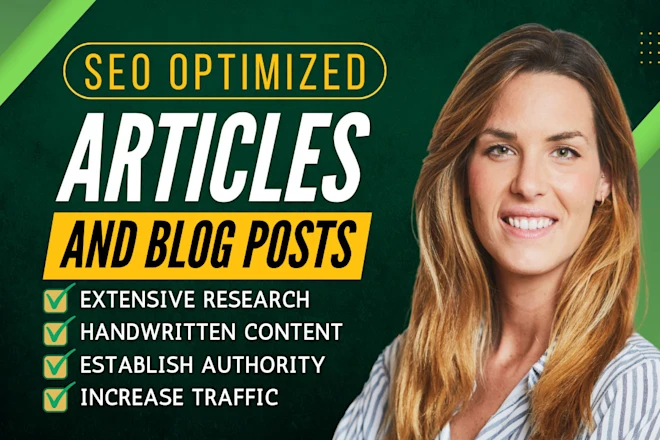 SEO OPTIMIZED
ARTICLES
AND BLOG POSTS
EXTENSIVE RESEARCH
HANDWRITTEN CONTENT
ESTABLISH AUTHORITY
INCREASE TRAFFIC